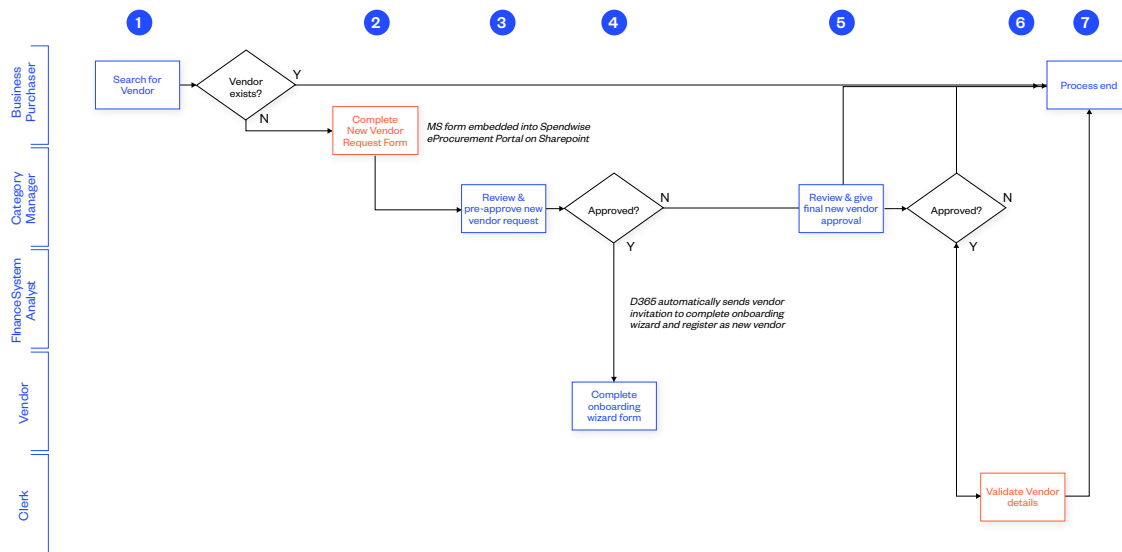 1
2
3
4
5
6
7
Business
Purchaser
Search for
Vendor
Vendor
exists?
Y
N
Complete
New Vendor
Request Form
MS form embedded into Spendwise
eProcurement Portal on Sharepoint
Process end
Category
Manager
Review &
pre-approve new
vendor request
Approved?
N
Y
Review & give
final new vendor
approval
Approved?
N
Y
FInanceSystem
Analyst
D365 automatically sends vendor
invitation to complete onboarding
wizard and register as new vendor
Vendor
Complete
onboarding
wizard form
Clerk
Validate Vendor
details